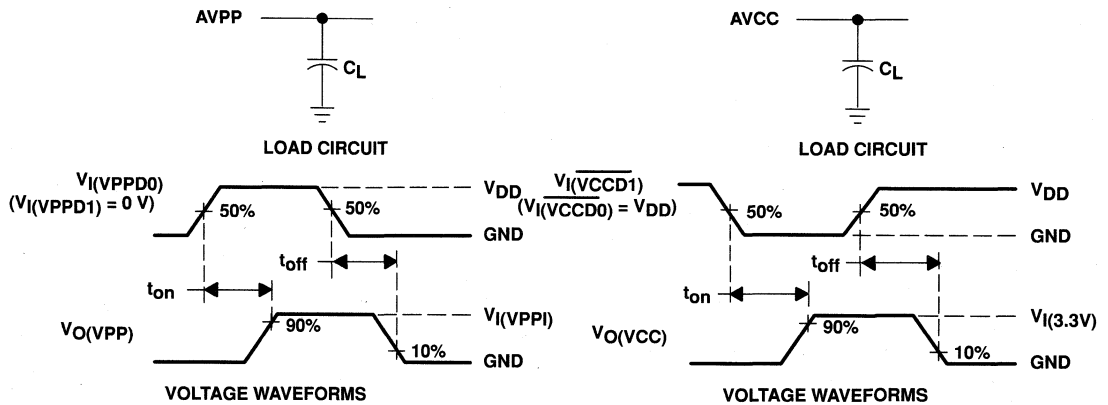 AVPP
CL
LOAD CIRCUIT
VI(VPPD0)
(VI(VPPD1) = 0 V)
50%
50%
VDD
GND
toff
ton
VO(VPP)
90%
10%
VI(VPPI)
GND
VOLTAGE WAVEFORMS
AVCC
CL
LOAD CIRCUIT
VI(VCCD1)
(VI(VCCD0) = VDD)
50%
50%
VDD
GND
toff
ton
VO(VCC)
90%
10%
VI(3.3V)
GND
VOLTAGE WAVEFORMS